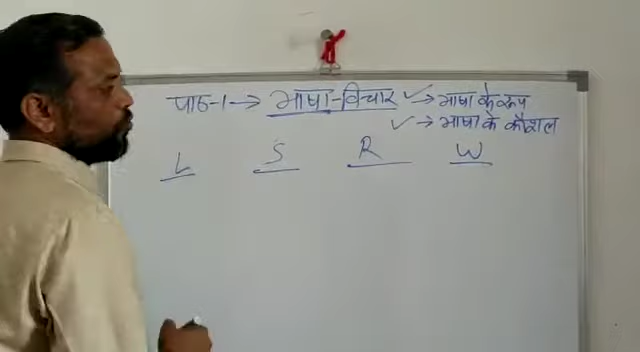 पाठ-1→ भाषा-विचार ✓→ भाषा के रूप
✓→ भाषा के कौशल
L S R W